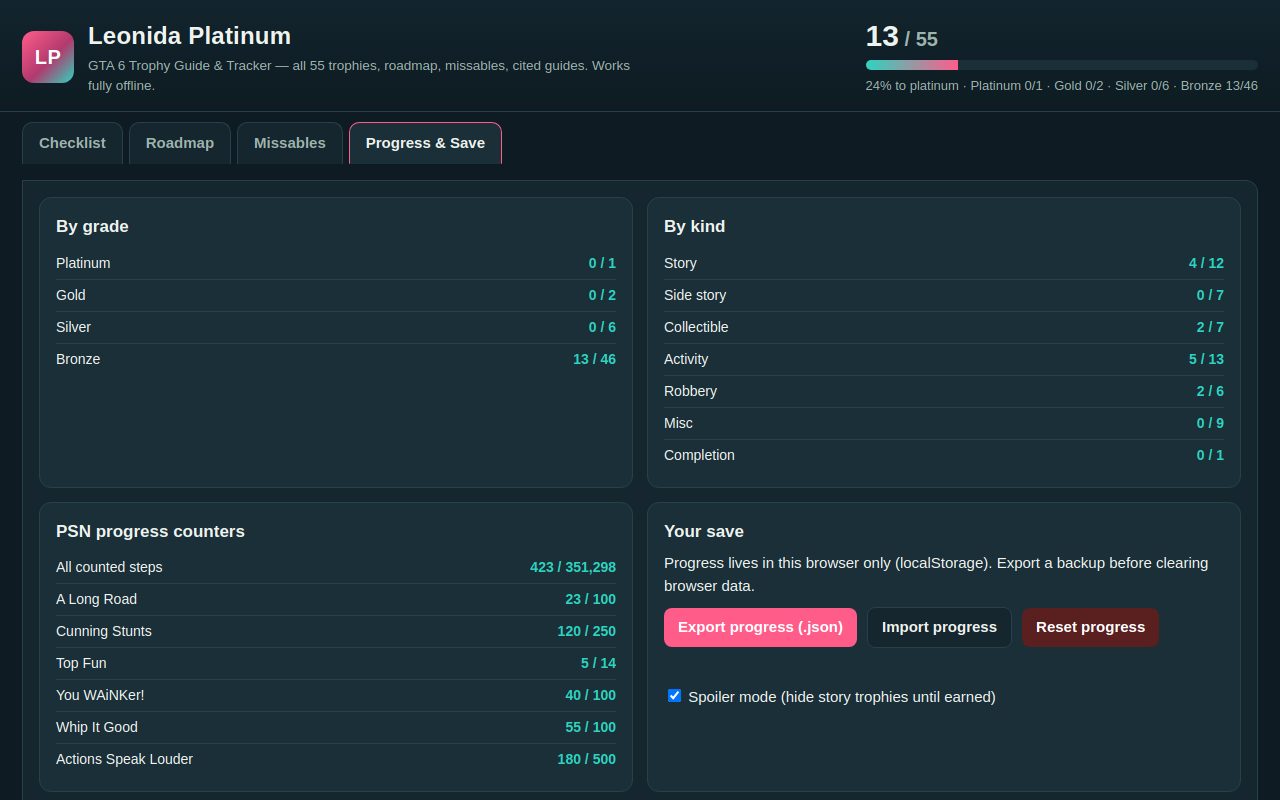 LP
Leonida Platinum
GTA 6 Trophy Guide & Tracker — all 55 trophies, roadmap, missables, cited guides. Works
fully offline.
13 / 55
24% to platinum · Platinum 0/1 · Gold 0/2 · Silver 0/6 · Bronze 13/46
Checklist
Roadmap
Missables
Progress & Save
By grade
Platinum 0 / 1
Gold 0 / 2
Silver 0 / 6
Bronze 13 / 46
By kind
Story 4 / 12
Side story 0 / 7
Collectible 2 / 7
Activity 5 / 13
Robbery 2 / 6
Misc 0 / 9
Completion 0 / 1
PSN progress counters
All counted steps 423 / 351,298
A Long Road 23 / 100
Cunning Stunts 120 / 250
Top Fun 5 / 14
You WAiNKer! 40 / 100
Whip It Good 55 / 100
Actions Speak Louder 180 / 500
Your save
Progress lives in this browser only (localStorage). Export a backup before clearing
browser data.
Export progress (.json)
Import progress
Reset progress
Spoiler mode (hide story trophies until earned)